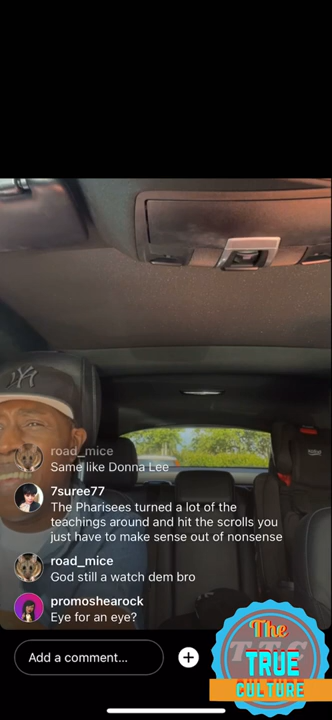 NY
road_mice
Same like Donna Lee
7suree77
The Pharisees turned a lot of the
teachings around and hit the scrolls you
just have to make sense out of nonsense
road_mice
God still a watch dem bro
promoshearock
Eye for an eye?
Add a comment...
The
TTC
TRUE
CULTURE